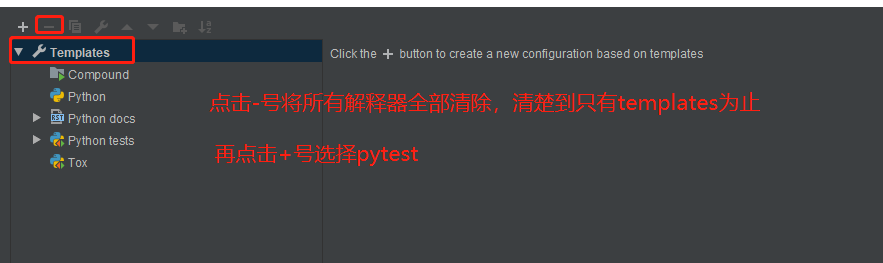 Templates
Click the + button to create a new configuration based on templates
Compound
Python
点击-号将所有解释器全部清除，清楚到只有templates为止
Python docs
Python tests
再点击+号选择pytest
Tox